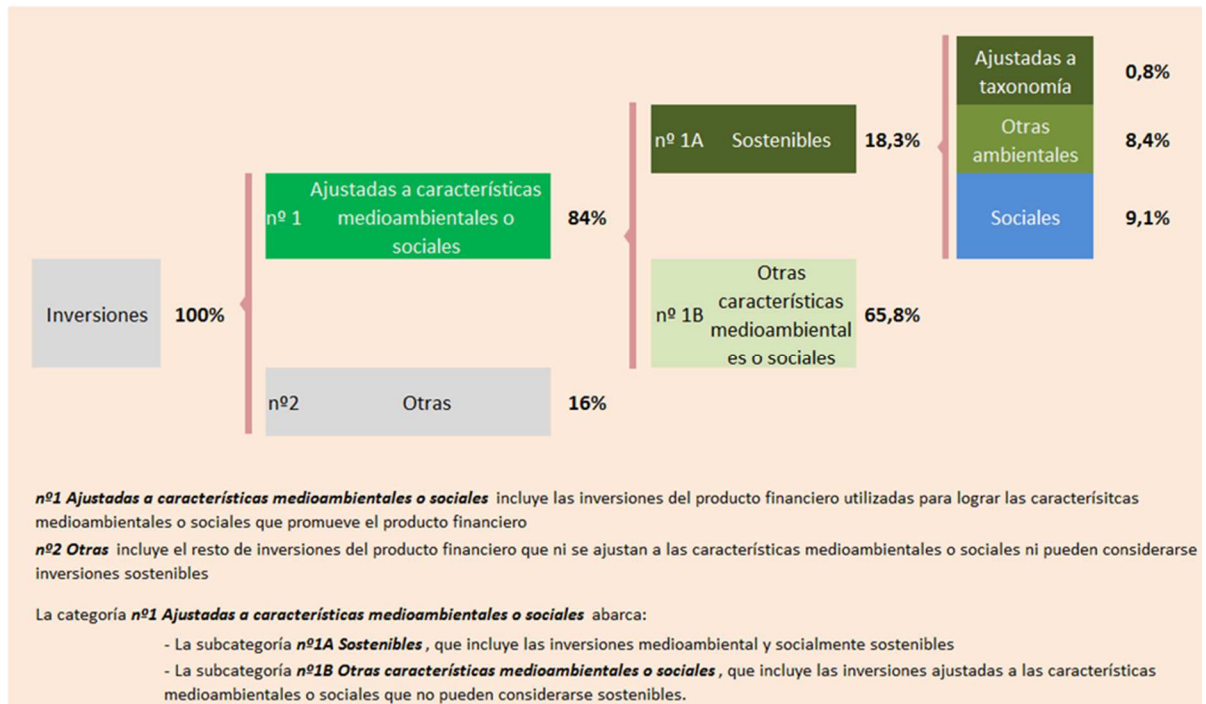 Ajustadas a
taxonomía
0,8%
Otras
ambientales
8,4%
Sociales
9,1%
nº 1A Sostenibles 18,3%
nº 1 Ajustadas a características
medioambientales o
sociales
84%
nº 1B Otras
características
medioambiental
es o sociales
65,8%
Inversiones 100%
nº2 Otras 16%
nº1 Ajustadas a características medioambientales o sociales incluye las inversiones del producto financiero utilizadas para lograr las caracterísitcas
medioambientales o sociales que promueve el producto financiero
nº2 Otras incluye el resto de inversiones del producto financiero que ni se ajustan a las características medioambientales o sociales ni pueden considerarse
inversiones sostenibles
La categoría nº1 Ajustadas a características medioambientales o sociales abarca:
- La subcategoría nº1A Sostenibles, que incluye las inversiones medioambiental y socialmente sostenibles
- La subcategoría nº1B Otras características medioambientales o sociales, que incluye las inversiones ajustadas a las características
medioambientales o sociales que no pueden considerarse sostenibles.